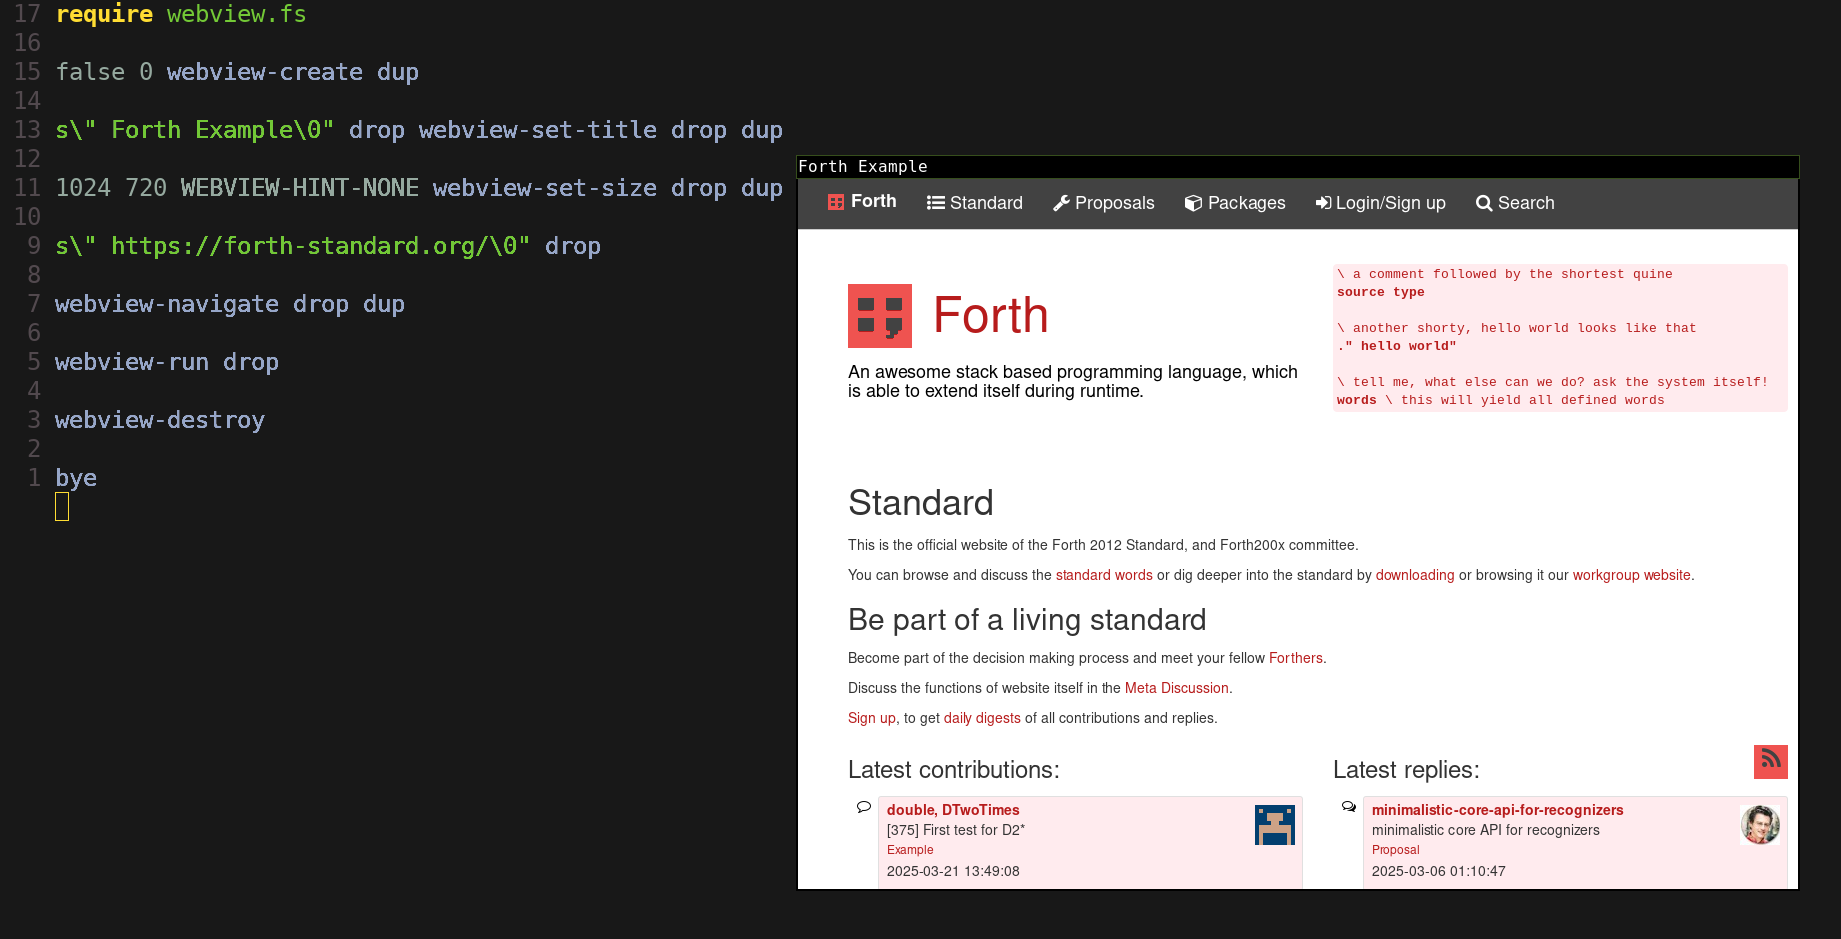 17 require webview.fs
16
15 false 0 webview-create dup
14
13 s\" Forth Example\0" drop webview-set-title drop dup
12
11 1024 720 WEBVIEW-HINT-NONE webview-set-size drop dup
10
9 s\" https://forth-standard.org/\0" drop
8
7 webview-navigate drop dup
6
5 webview-run drop
4
3 webview-destroy
2
1 bye
Forth Example
Forth Standard Proposals Packages Login/Sign up Search
Forth
An awesome stack based programming language, which
is able to extend itself during runtime.
\ a comment followed by the shortest quine
source type
\ another shorty, hello world looks like that
." hello world"
\ tell me, what else can we do? ask the system itself!
words \ this will yield all defined words
Standard
This is the official website of the Forth 2012 Standard, and Forth200x committee.
You can browse and discuss the standard words or dig deeper into the standard by downloading or browsing it our workgroup website.
Be part of a living standard
Become part of the decision making process and meet your fellow Forthers.
Discuss the functions of website itself in the Meta Discussion.
Sign up, to get daily digests of all contributions and replies.
Latest contributions:
double, DTwoTimes
[375] First test for D2*
Example
2025-03-21 13:49:08
Latest replies:
minimalistic-core-api-for-recognizers
minimalistic core API for recognizers
Proposal
2025-03-06 01:10:47